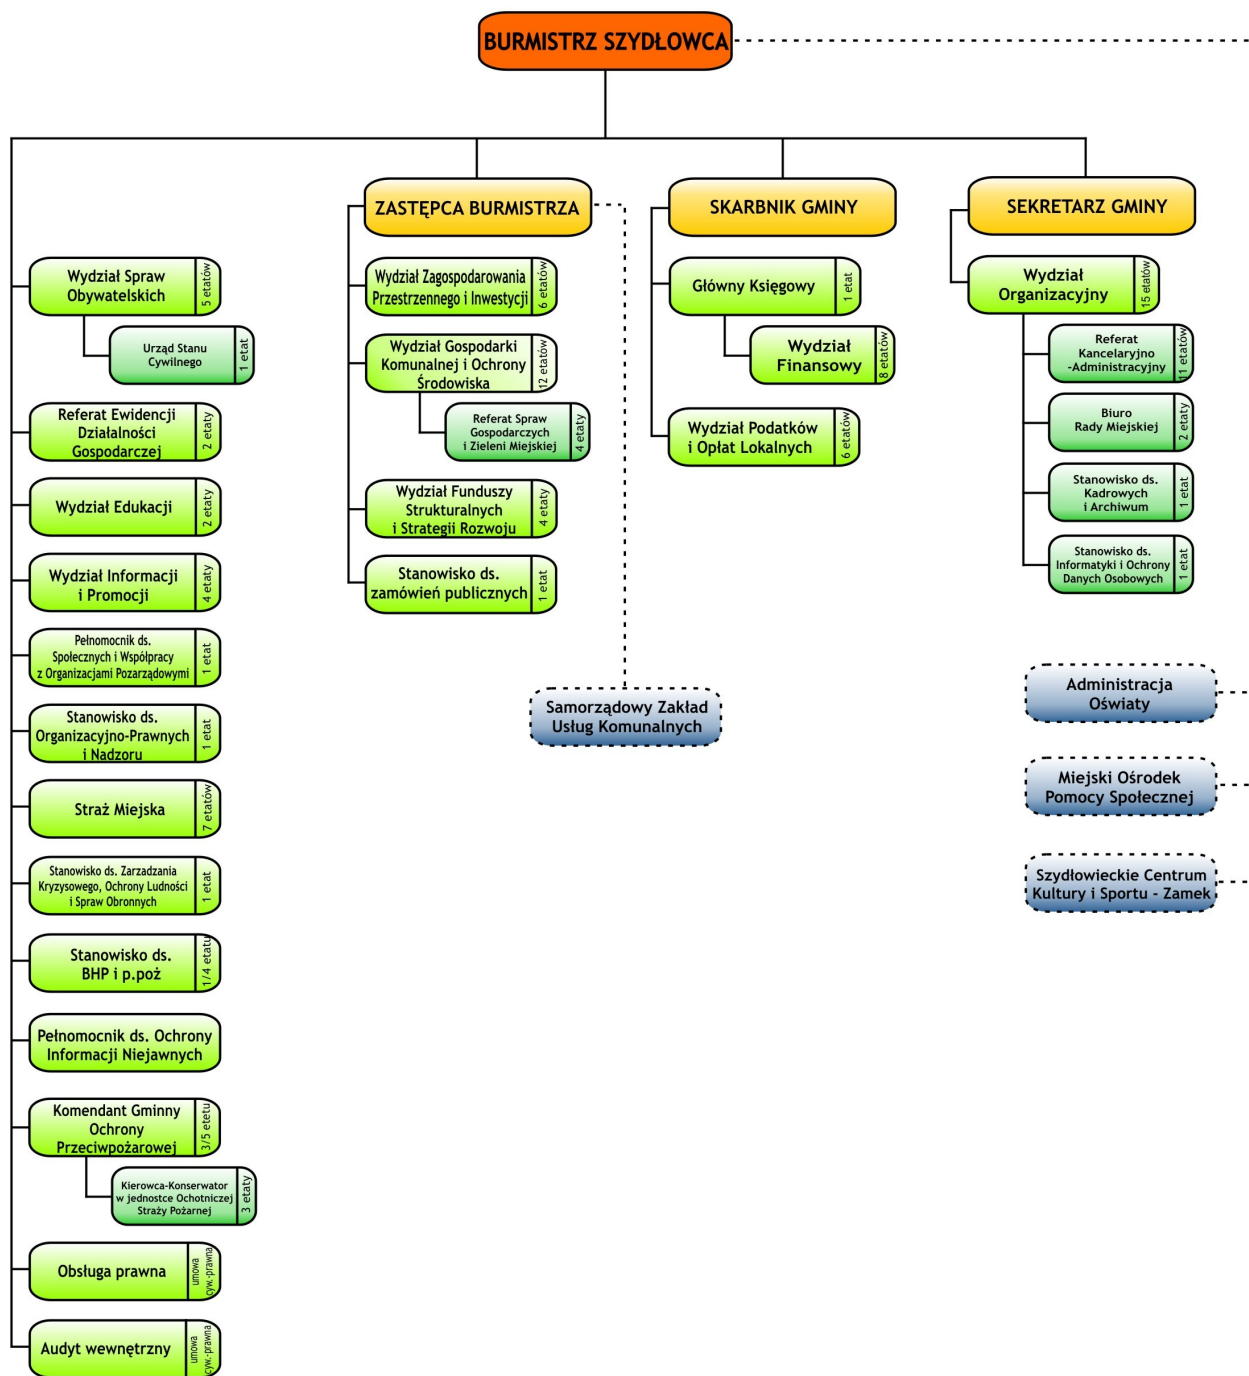 BURMISTRZ SZYDŁOWCA
ZASTĘPCA BURMISTRZA
SKARBNIK GMINY
SEKRETARZ GMINY
Wydział Spraw
Obywatelskich
5 etatów
Urząd Stanu
Cywilnego
1 etat
Referat Ewidencji
Działalności
Gospodarczej
2 etaty
Wydział Edukacji
2 etaty
Wydział Informacji
i Promocji
4 etaty
Pełnomocnik ds.
Społecznych i Współpracy
z Organizacjami Pozarządowymi
1 etat
Stanowisko ds.
Organizacyjno-Prawnych
i Nadzoru
1 etat
Straż Miejska
7 etatów
Stanowisko ds. Zarzadzania
Kryzysowego, Ochrony Ludności
i Spraw Obronnych
1 etat
Stanowisko ds.
BHP i p.poż
1/4 etatu
Pełnomocnik ds. Ochrony
Informacji Niejawnych
Komendant Gminny
Ochrony
Przeciwpożarowej
3/5 etetu
Kierowca-Konserwator
w jednostce Ochotniczej
Straży Pożarnej
3 etaty
Obsługa prawna
umowa
cyw.-prawna
Audyt wewnętrzny
umowa
cyw.-prawna
Wydział Zagospodarowania
Przestrzennego i Inwestycji
6 etatów
Wydział Gospodarki
Komunalnej i Ochrony
Środowiska
12 etatów
Referat Spraw
Gospodarczych
i Zieleni Miejskiej
4 etaty
Wydział Funduszy
Strukturalnych
i Strategii Rozwoju
4 etaty
Stanowisko ds.
zamówień publicznych
1 etat
Samorządowy Zakład
Usług Komunalnych
Główny Księgowy
1 etat
Wydział
Finansowy
8 etatów
Wydział Podatków
i Opłat Lokalnych
6 etatów
Wydział
Organizacyjny
15 etatów
Referat
Kancelaryjno
-Administracyjny
11 etatów
Biuro
Rady Miejskiej
2 etaty
Stanowisko ds.
Kadrowych
i Archiwum
1 etat
Stanowisko ds.
Informatyki i Ochrony
Danych Osobowych
1 etat
Administracja
Oświaty
Miejski Ośrodek
Pomocy Społecznej
Szydłowieckie Centrum
Kultury i Sportu - Zamek